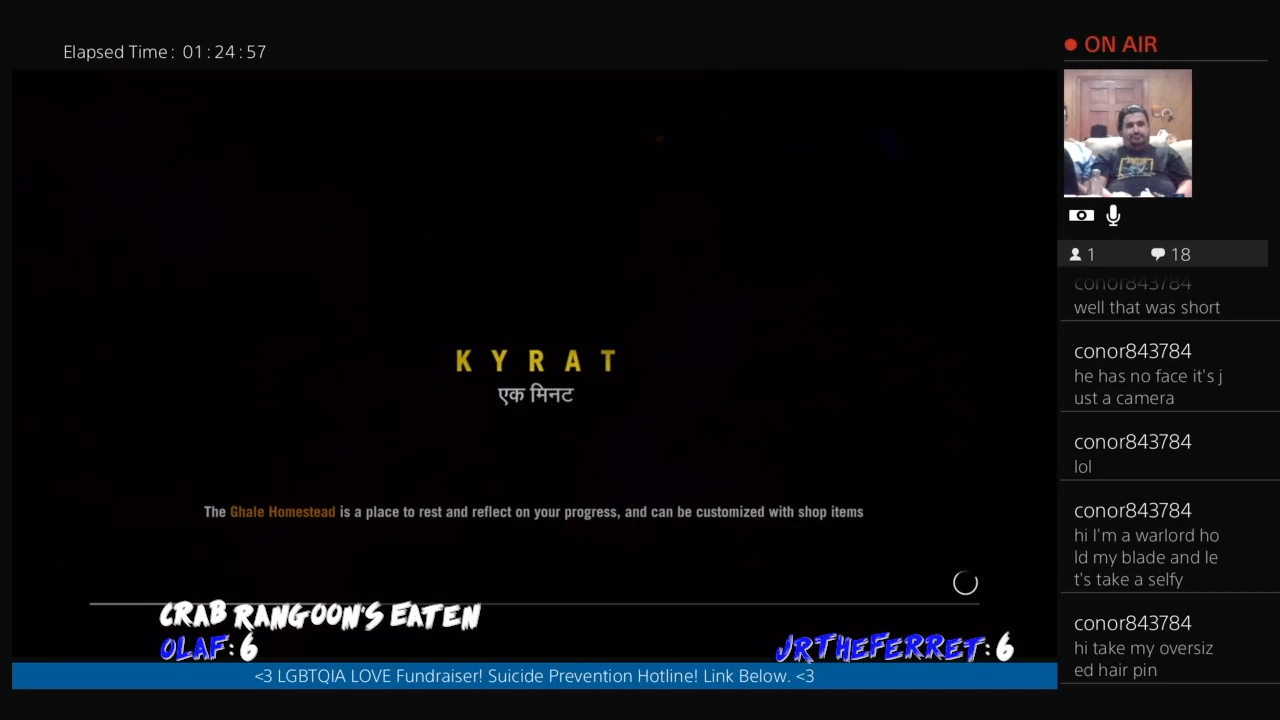 Elapsed Time: 01:24:57
ON AIR
1 18
KYRAT
एक मिनट
The Ghale Homestead is a place to rest and reflect on your progress, and can be customized with shop items
CRAB RANGOON'S EATEN
OLAF:6
JRTHEFERRET:6
<3 LGBTQIA LOVE Fundraiser! Suicide Prevention Hotline! Link Below. <3
conor843784
well that was short
conor843784
he has no face it's j
ust a camera
conor843784
lol
conor843784
hi I'm a warlord ho
ld my blade and le
t's take a selfy
conor843784
hi take my oversiz
ed hair pin